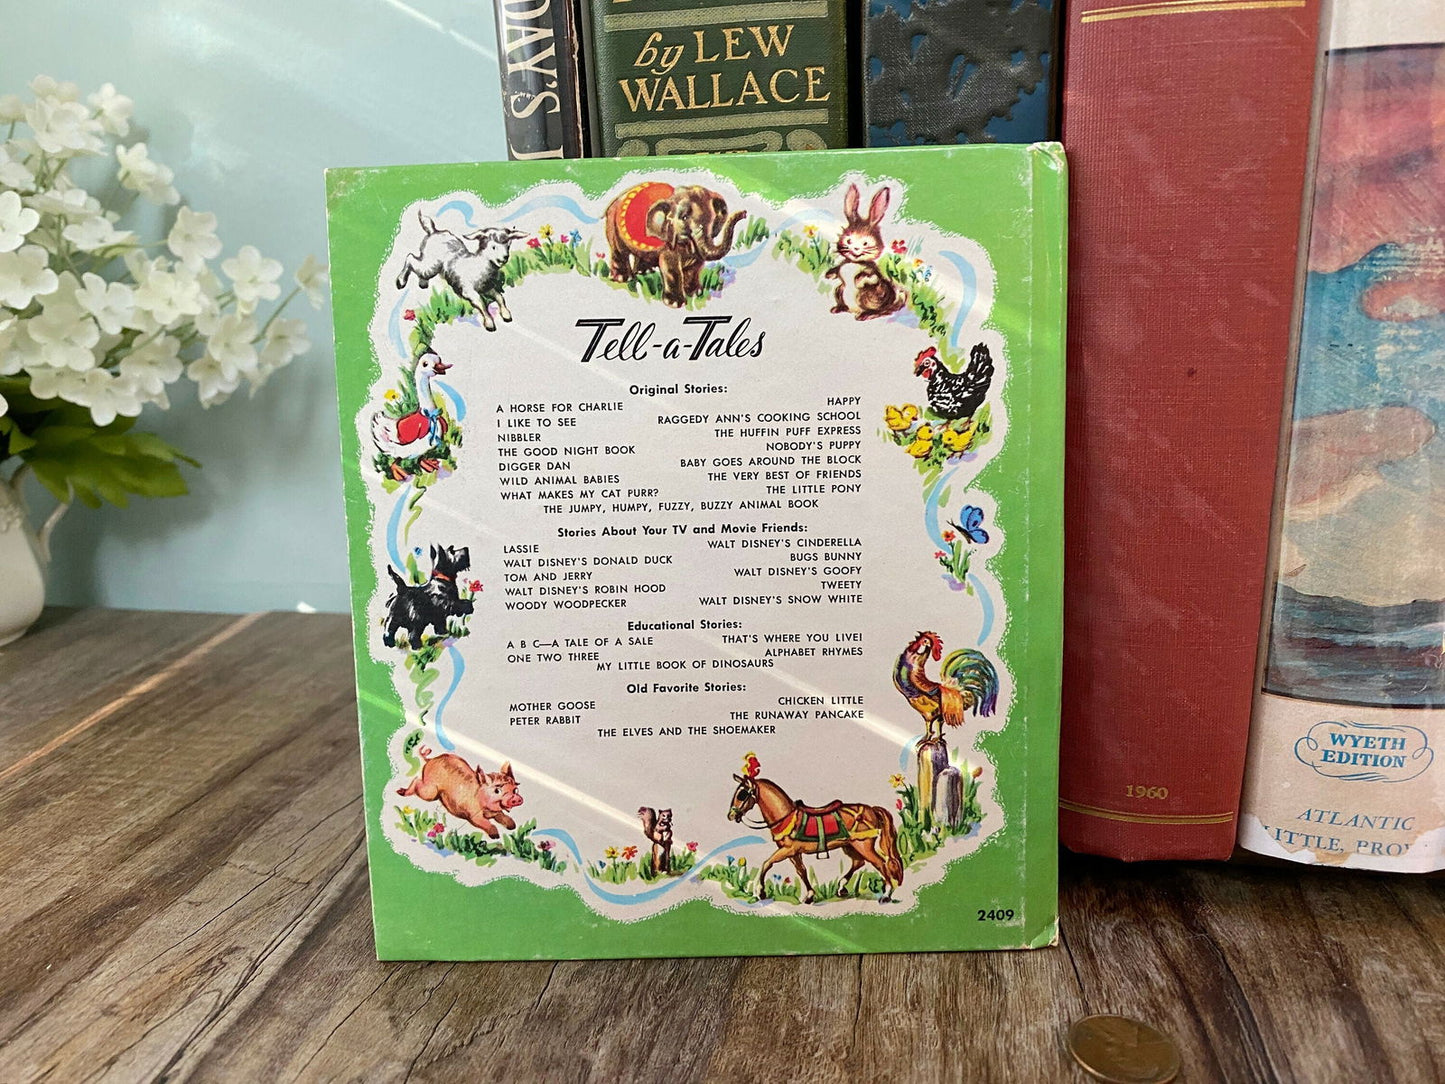 DAY'S
by LEW
WALLACE
Tell-a-Tales
Original Stories:
A HORSE FOR CHARLIE
HAPPY
I LIKE TO SEE
RAGGEDY ANN'S COOKING SCHOOL
NIBBLER
THE HUFFIN PUFF EXPRESS
THE GOOD NIGHT BOOK
NOBODY'S PUPPY
DIGGER DAN
BABY GOES AROUND THE BLOCK
WILD ANIMAL BABIES
THE VERY BEST OF FRIENDS
WHAT MAKES MY CAT PURR?
THE LITTLE PONY
THE JUMPY, HUMPY, FUZZY, BUZZY ANIMAL BOOK
Stories About Your TV and Movie Friends:
LASSIE
WALT DISNEY'S CINDERELLA
WALT DISNEY'S DONALD DUCK
BUGS BUNNY
TOM AND JERRY
WALT DISNEY'S GOOFY
WALT DISNEY'S ROBIN HOOD
TWEETY
WOODY WOODPECKER
WALT DISNEY'S SNOW WHITE
Educational Stories:
A B C—A TALE OF A SALE
THAT'S WHERE YOU LIVE!
ONE TWO THREE
ALPHABET RHYMES
MY LITTLE BOOK OF DINOSAURS
Old Favorite Stories:
MOTHER GOOSE
CHICKEN LITTLE
PETER RABBIT
THE RUNAWAY PANCAKE
THE ELVES AND THE SHOEMAKER
2409
1960
WYETH
EDITION
ATLANTIC
LITTLE, BROW